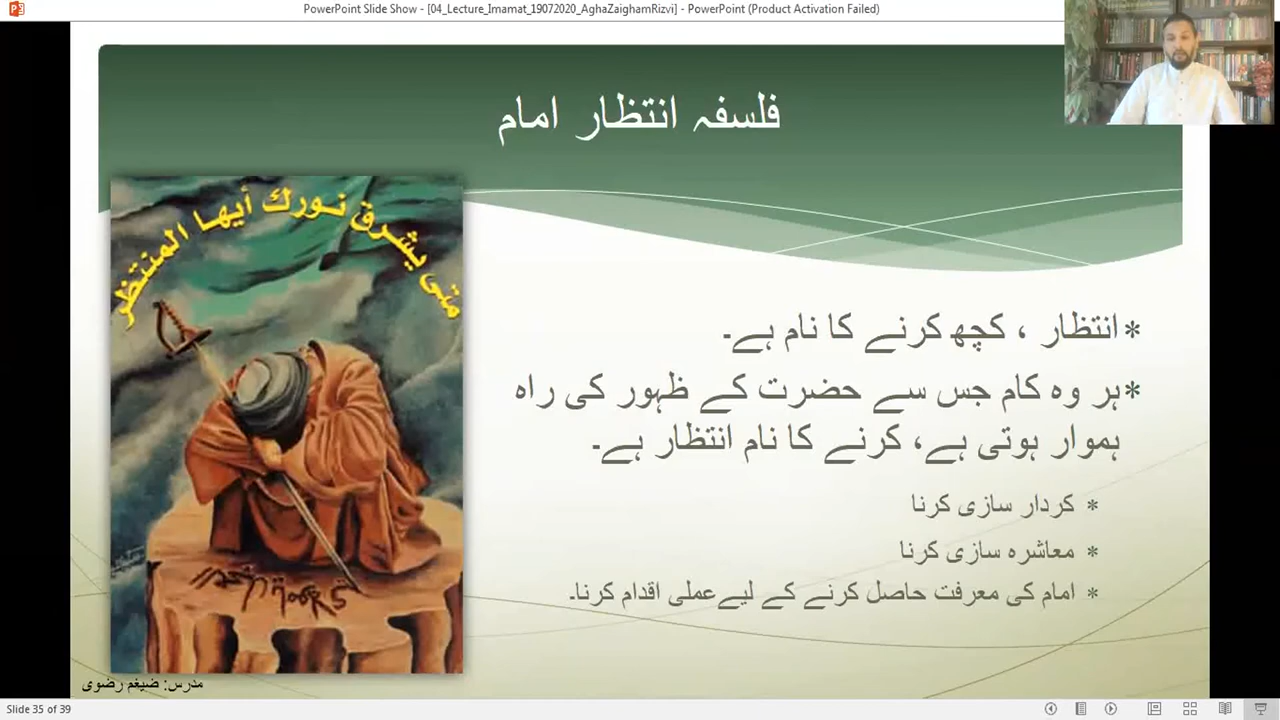 PowerPoint Slide Show - [04_Lecture_Imamat_19072020_AghaZaighamRizvi] - PowerPoint (Product Activation Failed)
فلسفہ انتظار امام
متى يشرق نورك أيها المنتظر
* انتظار ، کچھ کرنے کا نام ہے۔
* ہر وہ کام جس سے حضرت کے ظہور کی راہ
ہموار ہوتی ہے، کرنے کا نام انتظار ہے۔
* کردار سازی کرنا
* معاشرہ سازی کرنا
* امام کی معرفت حاصل کرنے کے لیےعملی اقدام کرنا۔
مدرس: ضیغم رضوی
Slide 35 of 39